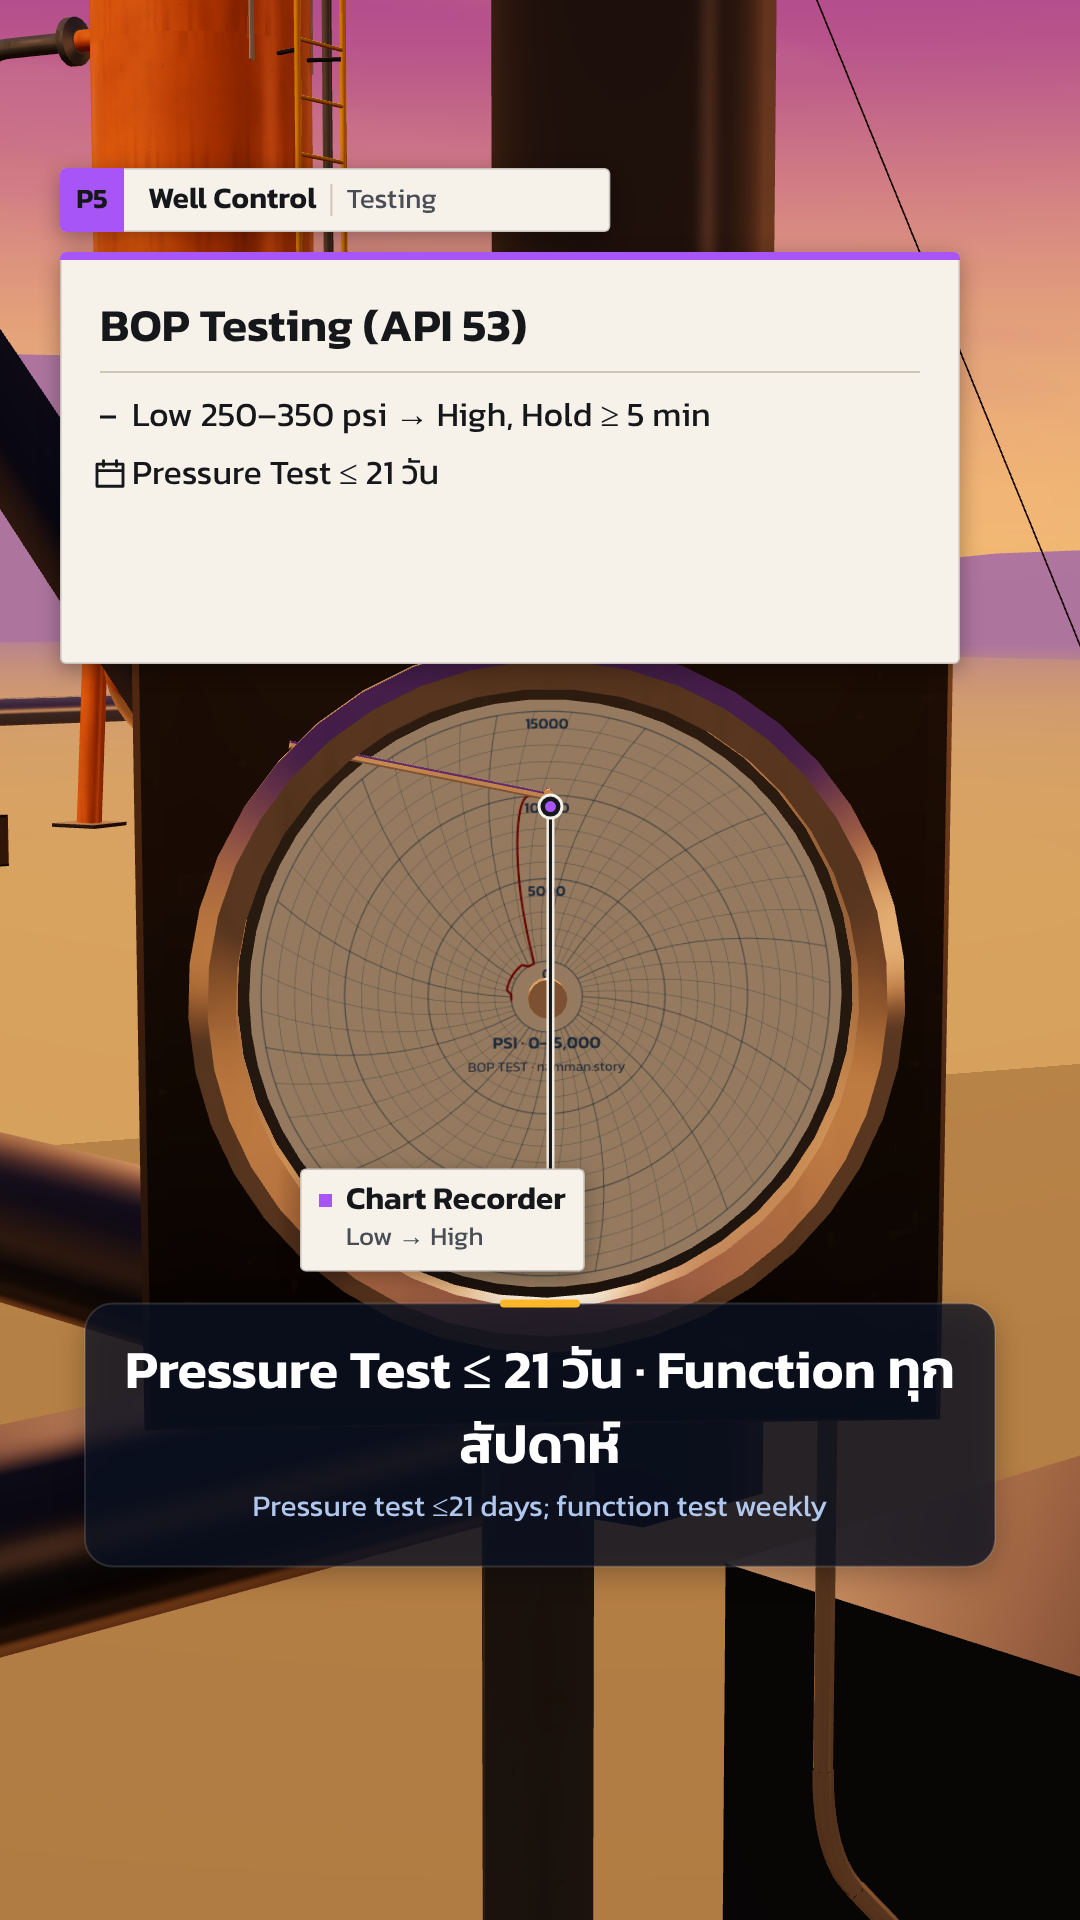 P5 Well Control Testing
BOP Testing (API 53)
– Low 250–350 psi → High, Hold ≥ 5 min
Pressure Test ≤ 21 วัน
15000
PSI · 0–15,000
BOP TEST · namman.story
Chart Recorder
Low → High
Pressure Test ≤ 21 วัน · Function ทุก
สัปดาห์
Pressure test ≤21 days; function test weekly